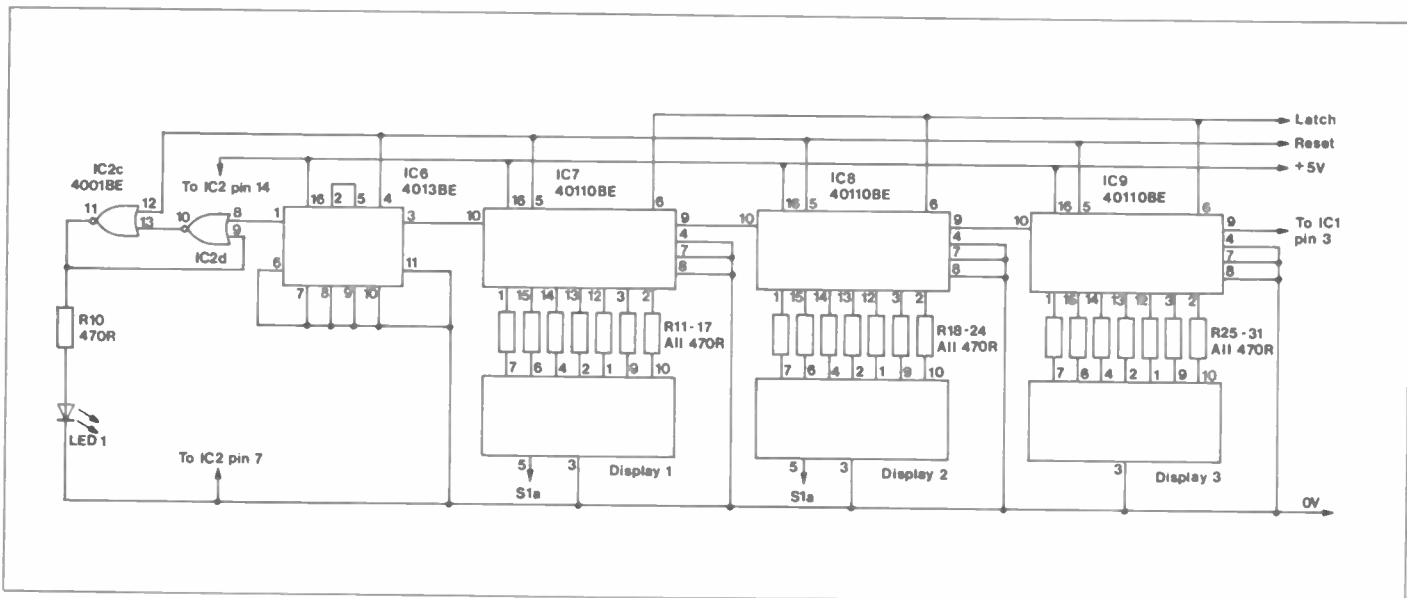 Latch
Reset
+5V
IC2c
4001BE
To IC2 pin 14
IC6
4013BE
IC7
40110BE
IC8
40110BE
IC9
40110BE
11
12
13
10
8
9
IC2d
16
2
5
4
1
3
6
11
7
8
9
10
10
16
5
6
9
4
7
8
10
16
5
6
9
4
7
8
10
16
5
6
9
4
7
8
To IC1
pin 3
R10
470R
1
15
14
13
12
3
2
R11-17
All 470R
1
15
14
13
12
3
2
R18-24
All 470R
1
15
14
13
12
3
2
R25-31
All 470R
7
6
4
2
1
9
10
7
6
4
2
1
9
10
7
6
4
2
1
9
10
LED 1
To IC2 pin 7
5
3
Display 1
S1a
5
3
Display 2
S1a
3
Display 3
0V